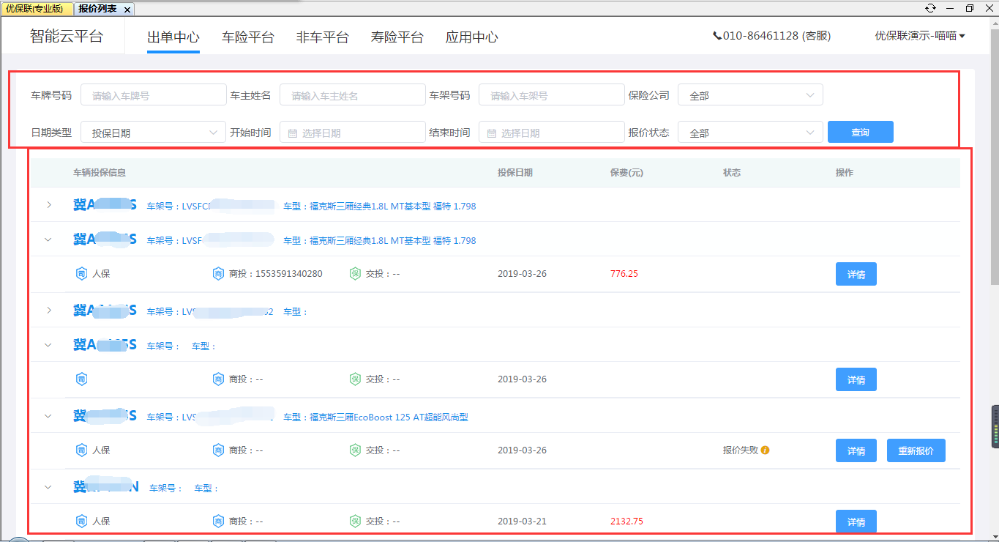 优保联(专业版) 报价列表
智能云平台 出单中心 车险平台 非车平台 寿险平台 应用中心 010-86461128 (客服) 优保联演示-喵喵
车牌号码 请输入车牌号 车主姓名 请输入车主姓名 车架号码 请输入车架号 保险公司 全部
日期类型 投保日期 开始时间 选择日期 结束时间 选择日期 报价状态 全部 查询
车辆投保信息 投保日期 保费(元) 状态 操作
冀A S 车架号：LVSFC 车型：福克斯三厢经典1.8L MT基本型 福特 1.798
冀A S 车架号：LVSF 车型：福克斯三厢经典1.8L MT基本型 福特 1.798
司 人保 商 商投：1553591340280 保 交投：-- 2019-03-26 776.25 详情
冀A S 车架号：LVS 2 车型：
冀A S 车架号： 车型：
司 商 商投：-- 保 交投：-- 2019-03-26 详情
冀 S 车架号：LVS 车型：福克斯三厢EcoBoost 125 AT超能风尚型
司 人保 商 商投：-- 保 交投：-- 2019-03-26 报价失败 详情 重新报价
冀 N 车架号： 车型：
司 人保 商 商投：-- 保 交投：-- 2019-03-21 2132.75 详情